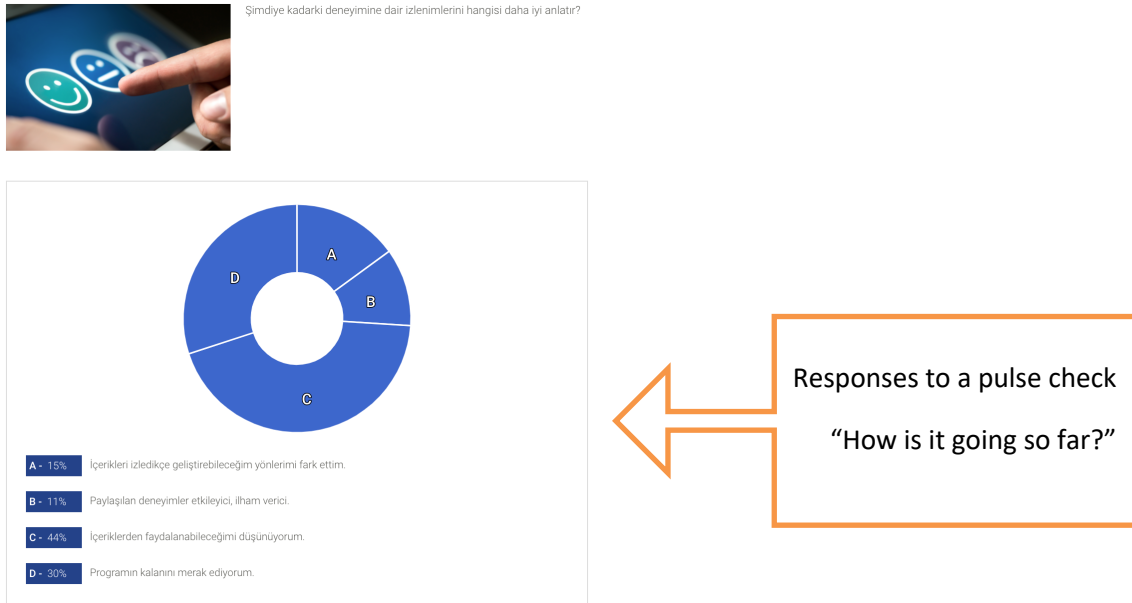 Şimdiye kadarki deneyimine dair izlenimlerini hangisi daha iyi anlatır?
A
B
C
D
A - 15% İçerikleri izledikçe geliştirebileceğim yönlerimi fark ettim.
B - 11% Paylaşılan deneyimler etkileyici, ilham verici.
C - 44% İçeriklerden faydalanabileceğimi düşünüyorum.
D - 30% Programın kalanını merak ediyorum.
Responses to a pulse check
“How is it going so far?”